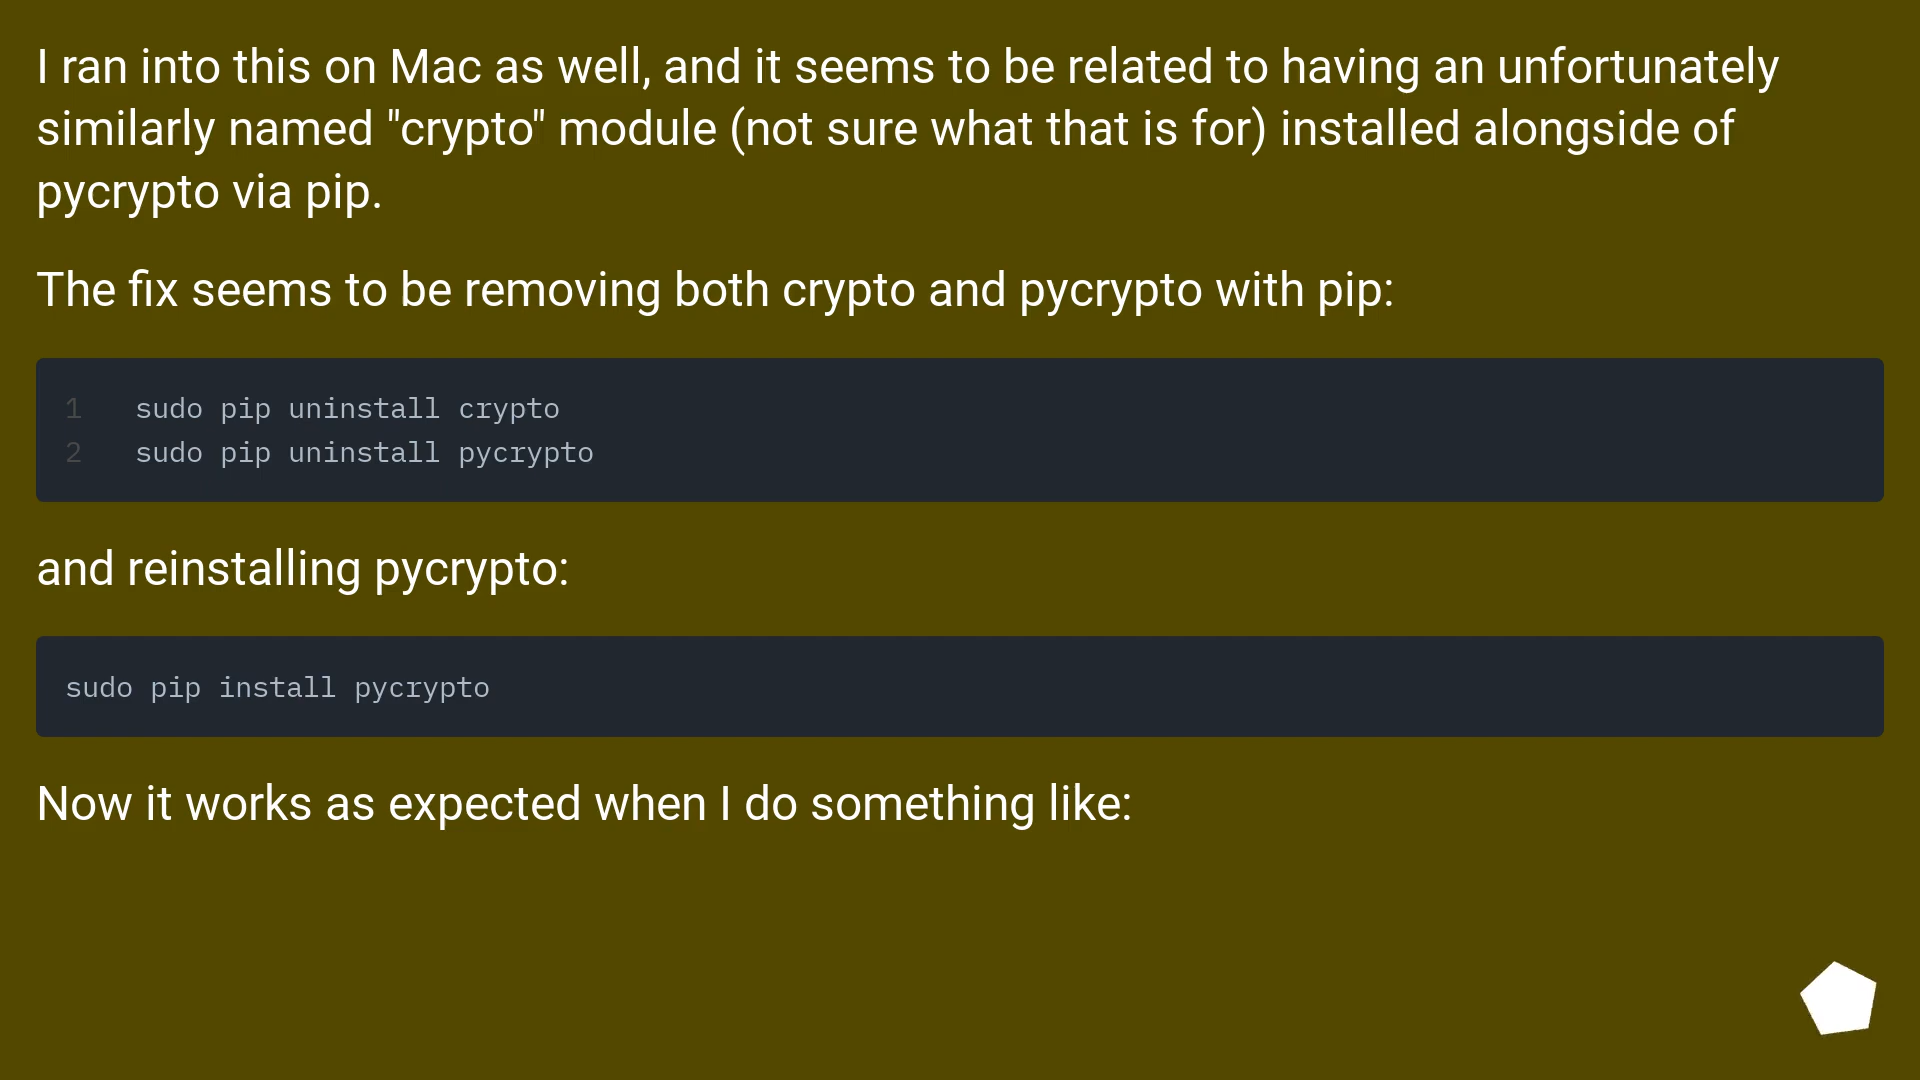 I ran into this on Mac as well, and it seems to be related to having an unfortunately
similarly named "crypto" module (not sure what that is for) installed alongside of
pycrypto via pip.
The fix seems to be removing both crypto and pycrypto with pip:
1 sudo pip uninstall crypto
2 sudo pip uninstall pycrypto
and reinstalling pycrypto:
sudo pip install pycrypto
Now it works as expected when I do something like: